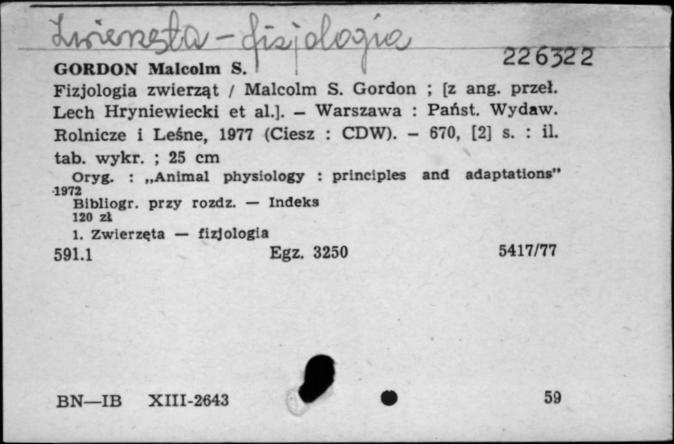 Zwierzęta - fizjologia
226322
GORDON Malcolm S.
Fizjologia zwierząt / Malcolm S. Gordon ; [z ang. przeł.
Lech Hryniewiecki et al.]. — Warszawa : Państ. Wydaw.
Rolnicze i Leśne, 1977 (Ciesz : CDW). — 670, [2] s. : il.
tab. wykr. ; 25 cm
Oryg. : „Animal physiology : principles and adaptations”
1972
Bibliogr. przy rozdz. — Indeks
120 zł
1. Zwierzęta — fizjologia
591.1 Egz. 3250 5417/77
BN—IB XIII-2643 59